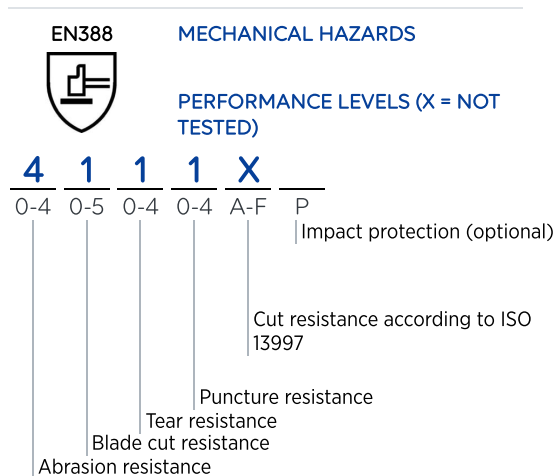 EN388
MECHANICAL HAZARDS
PERFORMANCE LEVELS (X = NOT
TESTED)
4 1 1 1 X
0-4 0-5 0-4 0-4 A-F P
Impact protection (optional)
Cut resistance according to ISO
13997
Puncture resistance
Tear resistance
Blade cut resistance
Abrasion resistance